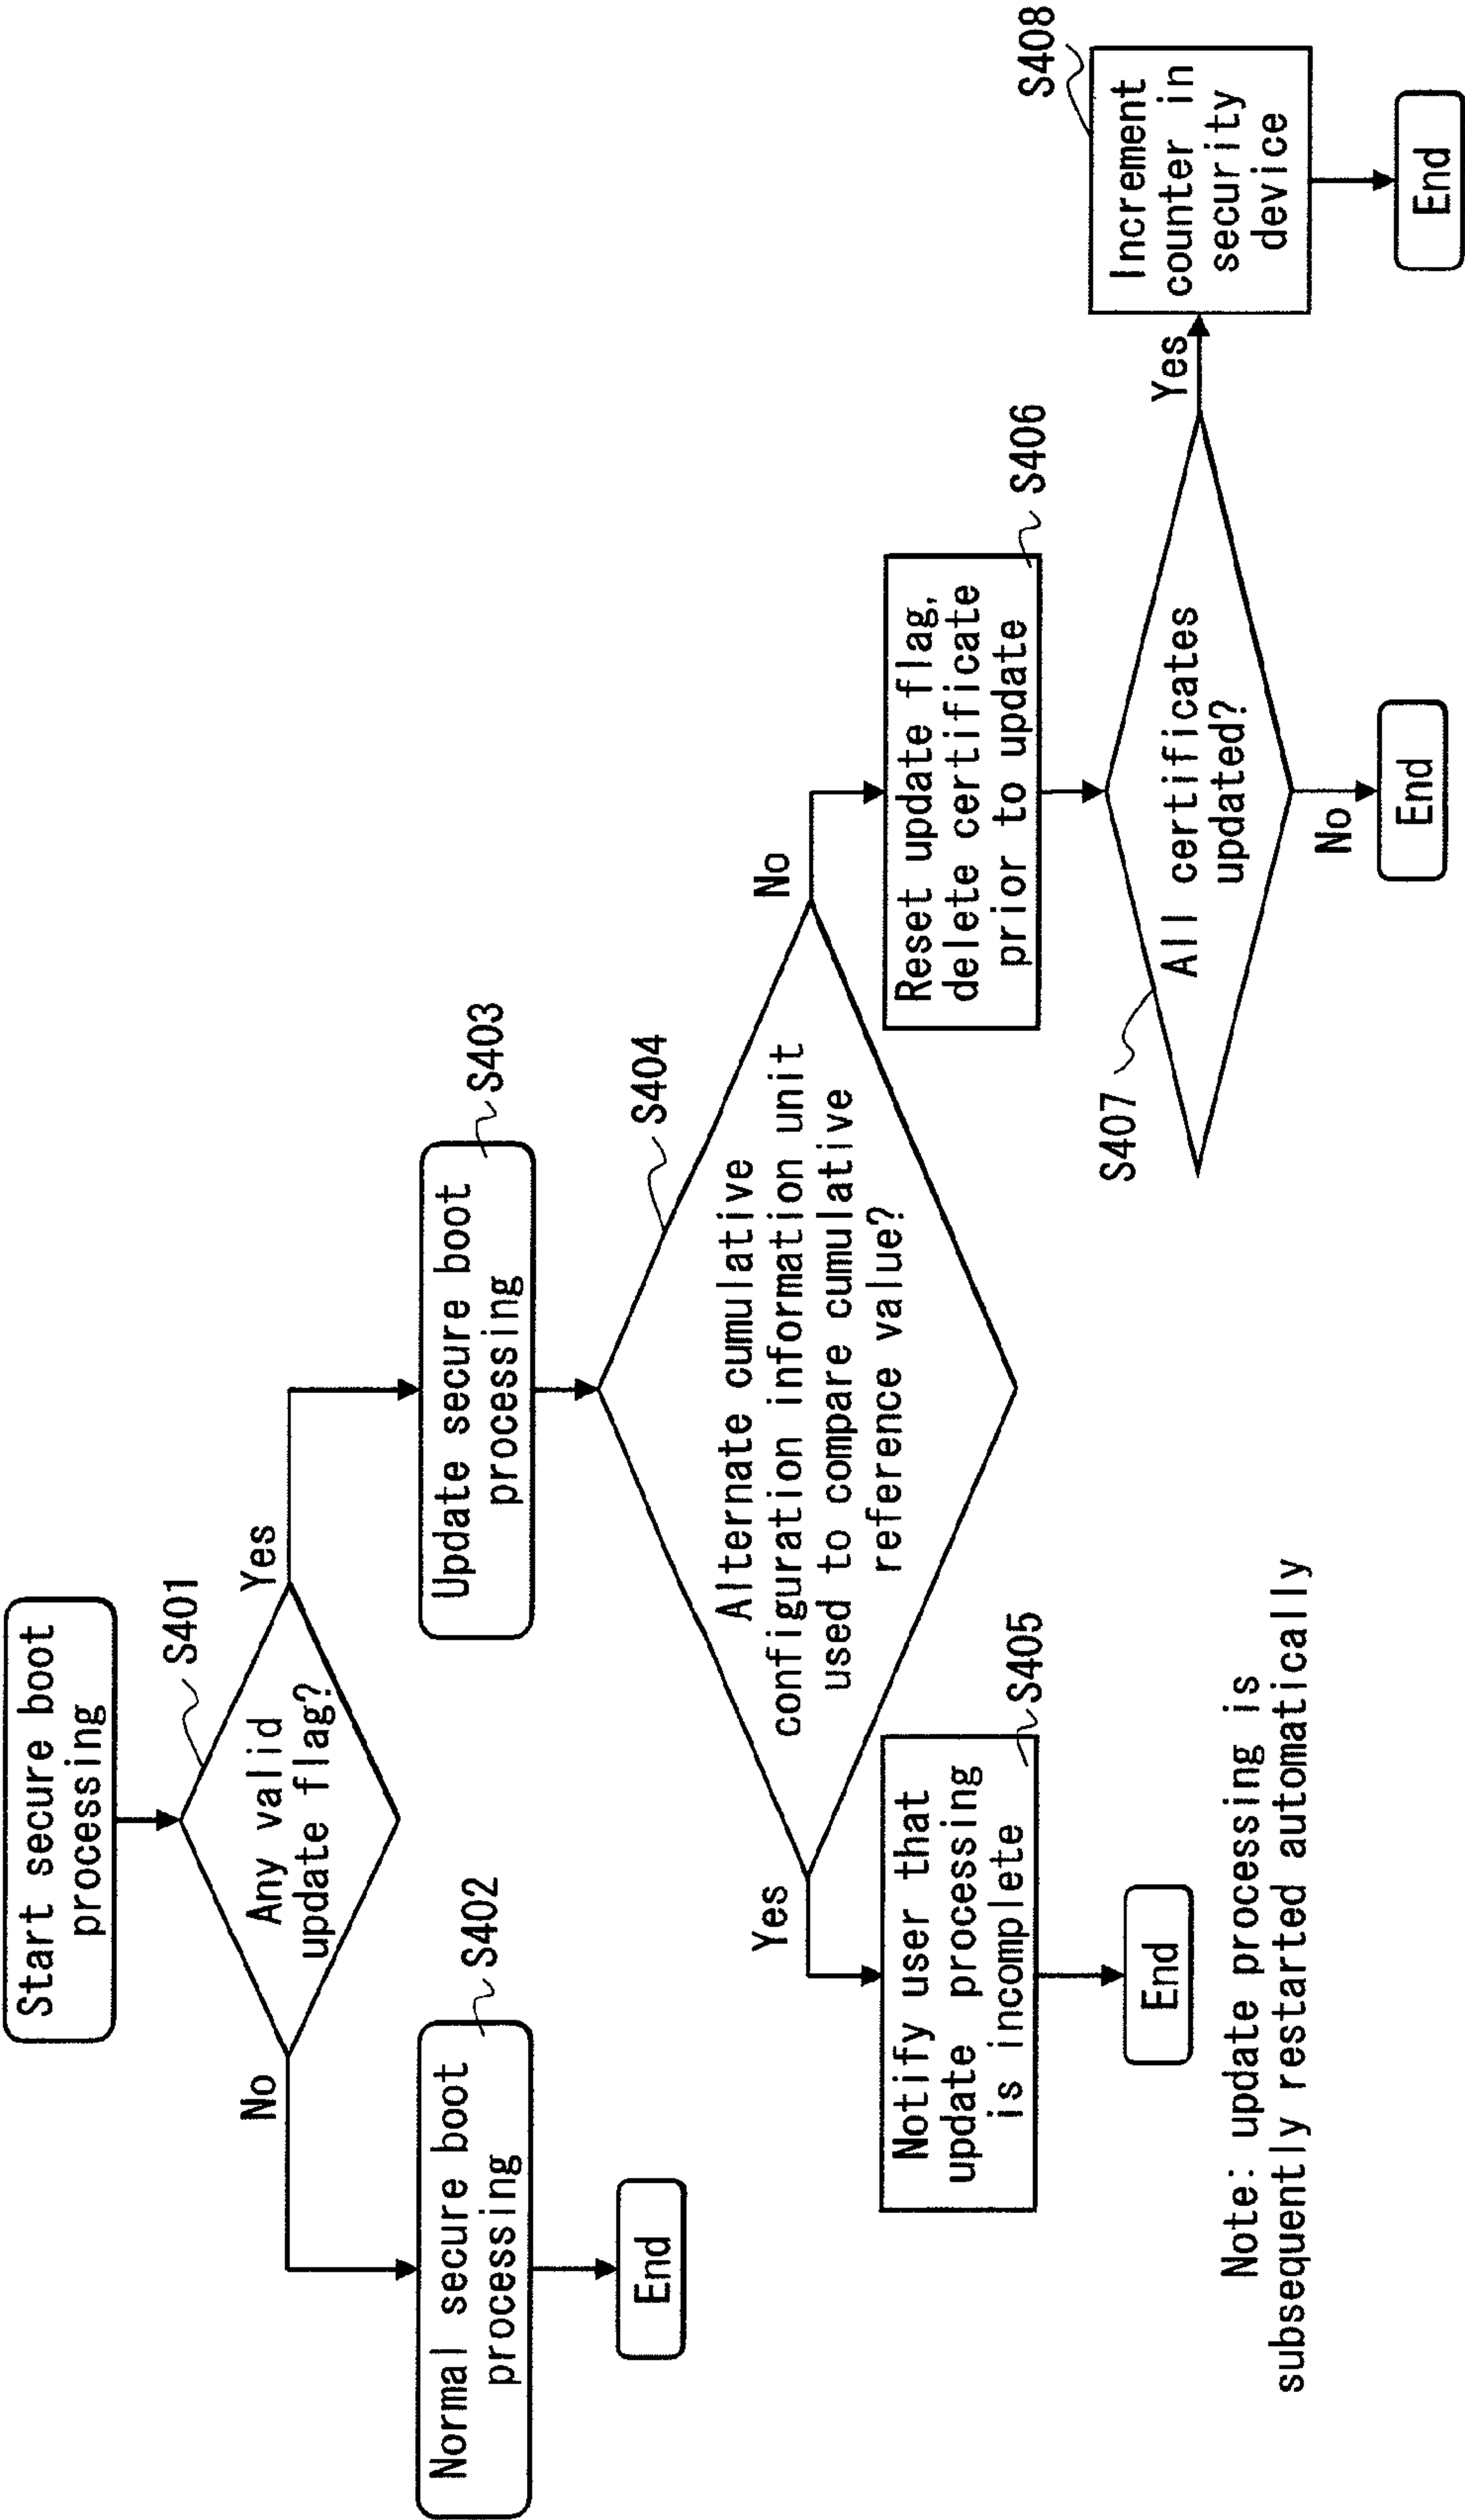 Start secure boot
processing
S401
Any valid
update flag?
No
Yes
S402
Normal secure boot
processing
End
S403
Update secure boot
processing
S404
Alternate cumulative
configuration information unit
used to compare cumulative
reference value?
Yes
No
S405
Notify user that
update processing
is incomplete
End
Note: update processing is
subsequently restarted automatically
S406
Reset update flag,
delete certificate
prior to update
S407
All certificates
updated?
No
End
Yes
S408
Increment
counter in
security
device
End